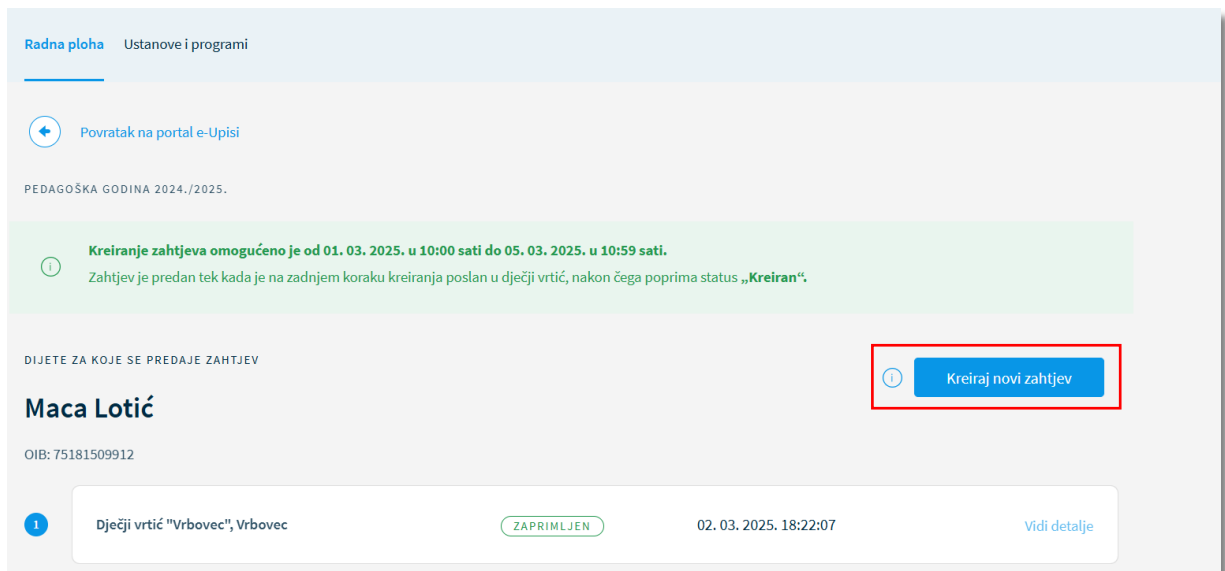 Radna ploha Ustanove i programi
Povratak na portal e-Upisi
PEDAGOŠKA GODINA 2024./2025.
Kreiranje zahtjeva omogućeno je od 01. 03. 2025. u 10:00 sati do 05. 03. 2025. u 10:59 sati.
Zahtjev je predan tek kada je na zadnjem koraku kreiranja poslan u dječji vrtić, nakon čega poprima status „Kreiran“.
DIJETE ZA KOJE SE PREDAJE ZAHTJEV
Kreiraj novi zahtjev
Maca Lotić
OIB: 75181509912
1 Dječji vrtić "Vrbovec", Vrbovec ZAPRIMLJEN 02. 03. 2025. 18:22:07 Vidi detalje